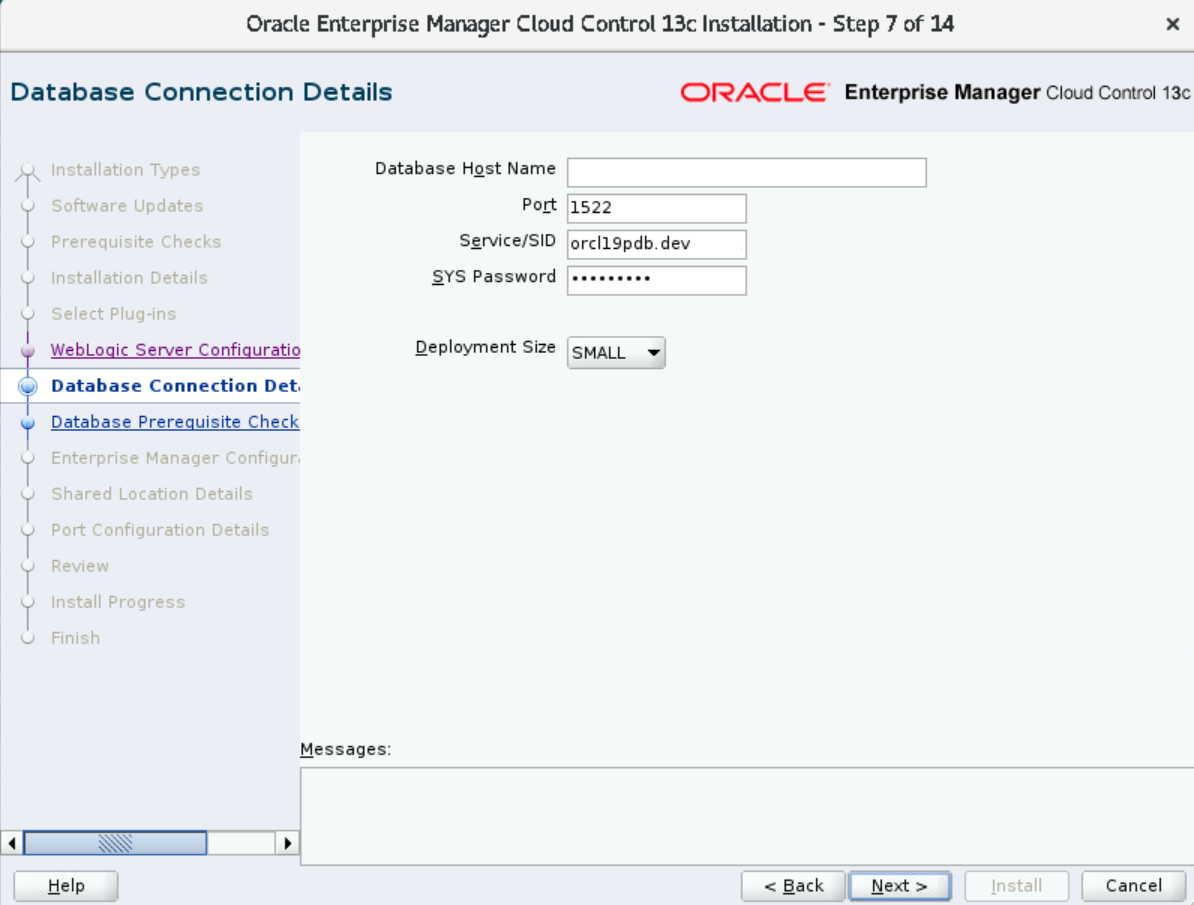 Oracle Enterprise Manager Cloud Control 13c Installation - Step 7 of 14
Database Connection Details
ORACLE Enterprise Manager Cloud Control 13c
Installation Types
Software Updates
Prerequisite Checks
Installation Details
Select Plug-ins
WebLogic Server Configuratio
Database Connection Deta
Database Prerequisite Check
Enterprise Manager Configura
Shared Location Details
Port Configuration Details
Review
Install Progress
Finish
Database Host Name
Port 1522
Service/SID orcl19pdb.dev
SYS Password •••••••••
Deployment Size SMALL
Messages:
Help
< Back
Next >
Install
Cancel